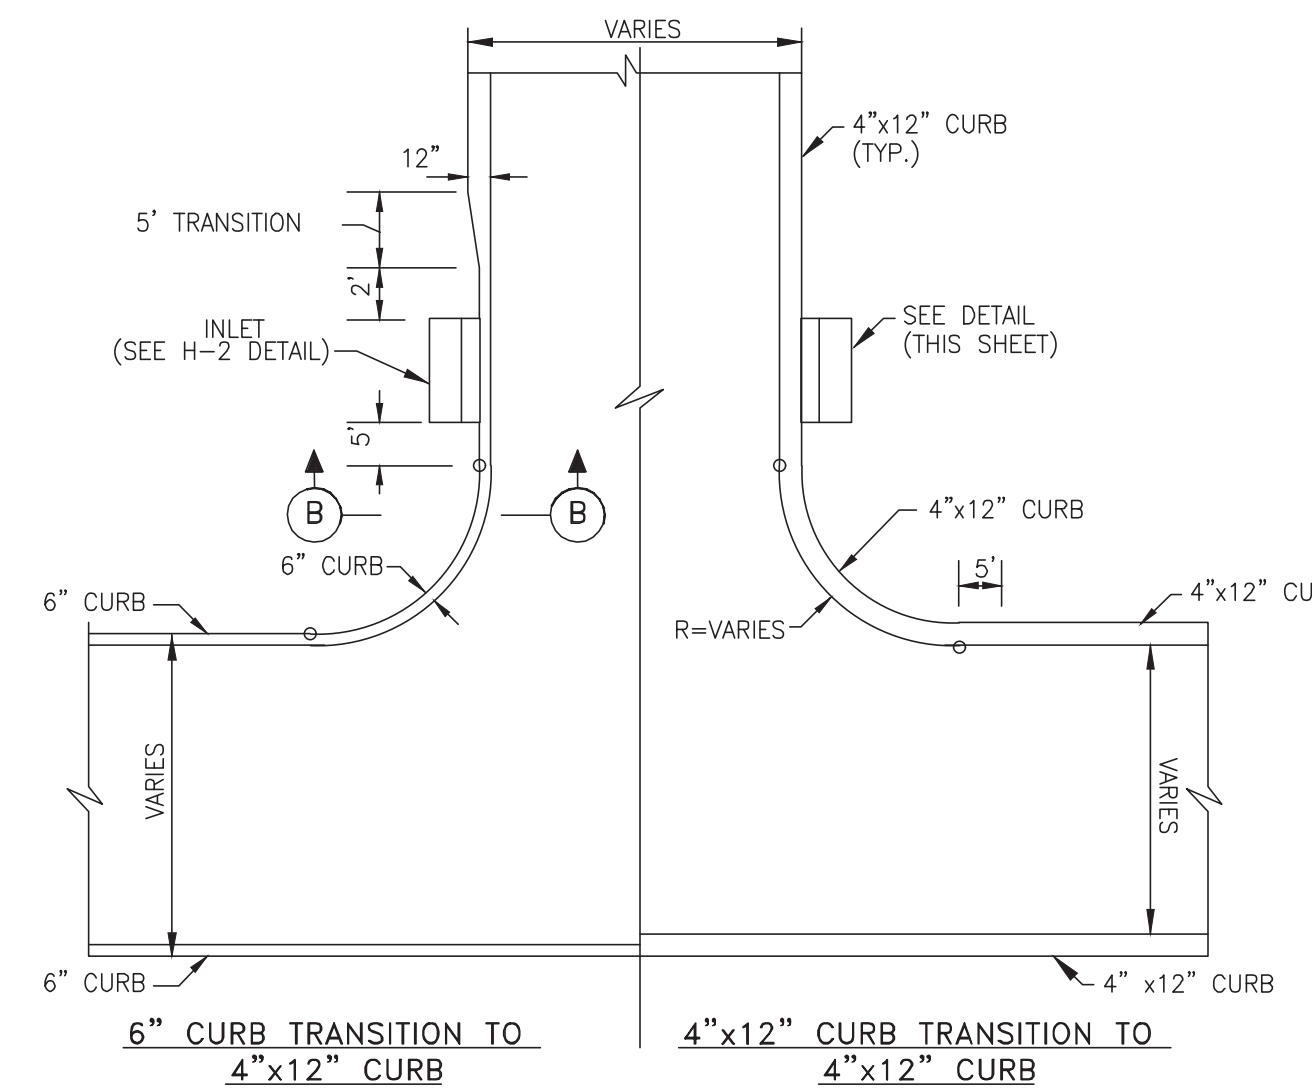 VARIES
4”x12” CURB
(TYP.)
12”
5’ TRANSITION
2’
INLET
(SEE H–2 DETAIL)
SEE DETAIL
(THIS SHEET)
5’
B
B
4”x12” CURB
6” CURB
5’
6” CURB
4”x12” CU
R=VARIES
VARIES
VARIES
6” CURB
4” x12” CURB
6” CURB TRANSITION TO
4”x12” CURB
4”x12” CURB TRANSITION TO
4”x12” CURB